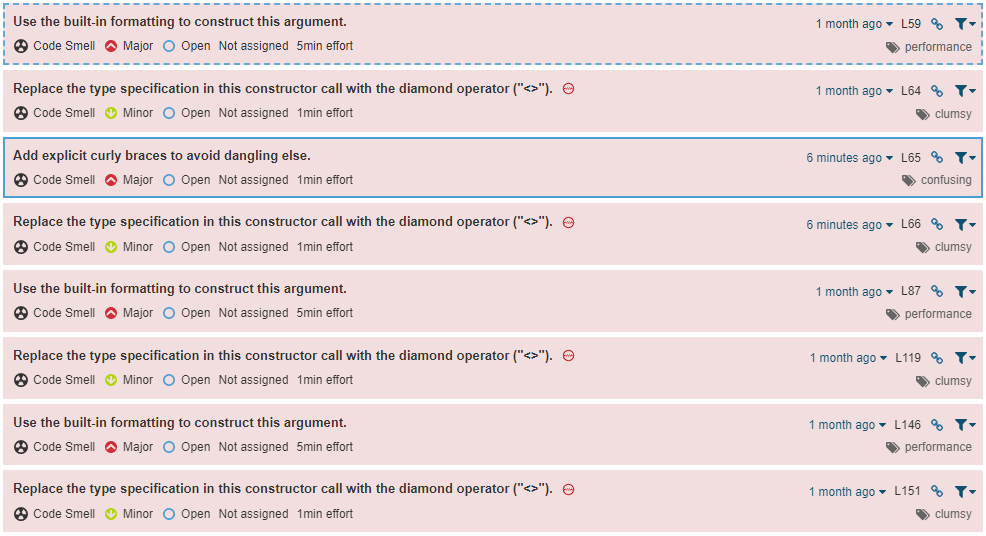 Use the built-in formatting to construct this argument. 1 month ago L59
Code Smell Major Open Not assigned 5min effort performance
Replace the type specification in this constructor call with the diamond operator ("<>"). 1 month ago L64
Code Smell Minor Open Not assigned 1min effort clumsy
Add explicit curly braces to avoid dangling else. 6 minutes ago L65
Code Smell Major Open Not assigned 1min effort confusing
Replace the type specification in this constructor call with the diamond operator ("<>"). 6 minutes ago L66
Code Smell Minor Open Not assigned 1min effort clumsy
Use the built-in formatting to construct this argument. 1 month ago L87
Code Smell Major Open Not assigned 5min effort performance
Replace the type specification in this constructor call with the diamond operator ("<>"). 1 month ago L119
Code Smell Minor Open Not assigned 1min effort clumsy
Use the built-in formatting to construct this argument. 1 month ago L146
Code Smell Major Open Not assigned 5min effort performance
Replace the type specification in this constructor call with the diamond operator ("<>"). 1 month ago L151
Code Smell Minor Open Not assigned 1min effort clumsy